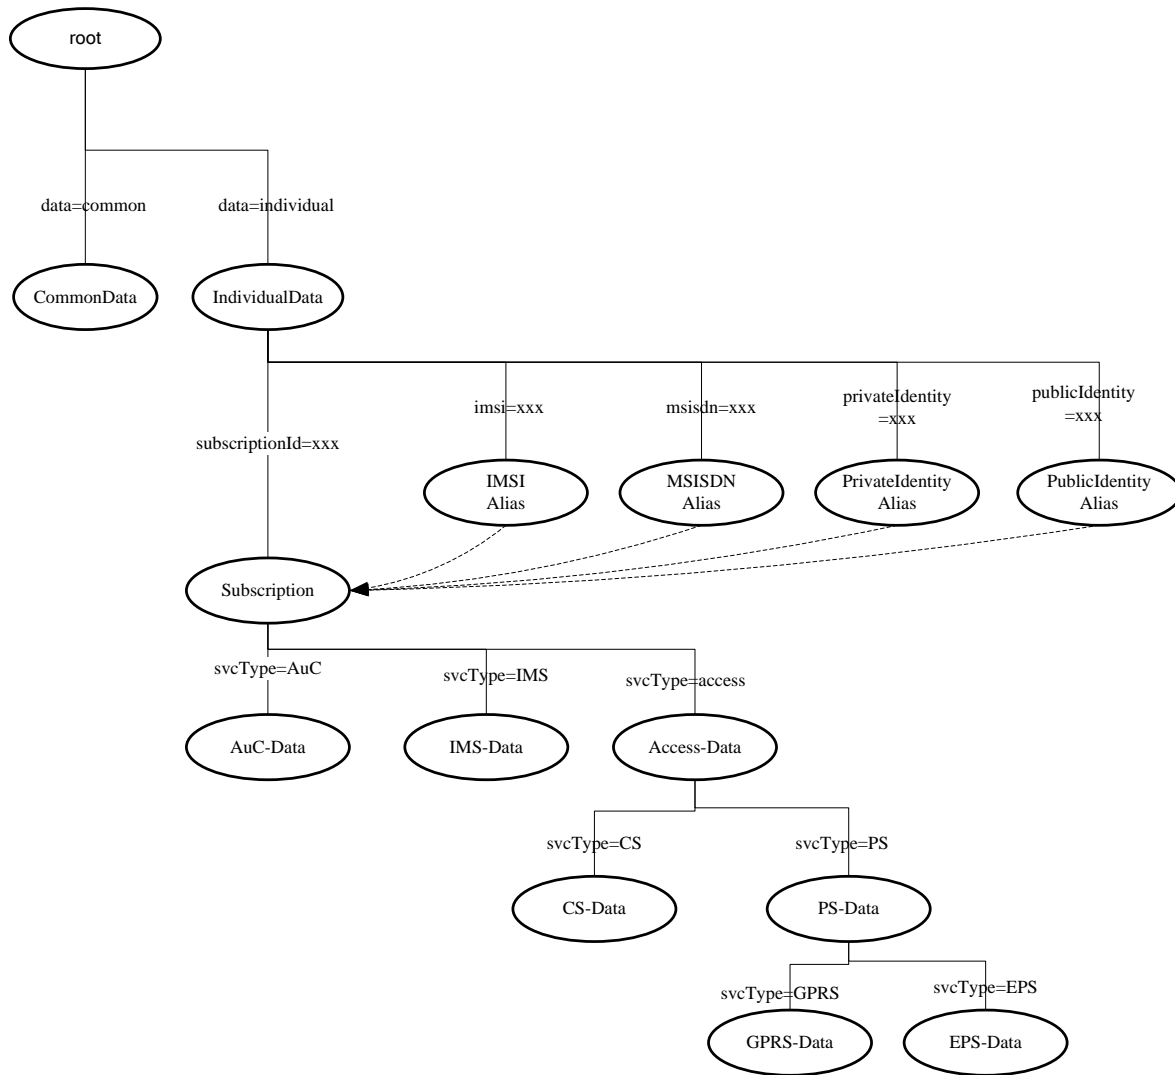 root
data=common
data=individual
CommonData
IndividualData
imsi=xxx
msisdn=xxx
privateIdentity
=xxx
publicIdentity
=xxx
subscriptionId=xxx
IMSI
Alias
MSISDN
Alias
PrivateIdentity
Alias
PublicIdentity
Alias
Subscription
svcType=AuC
svcType=IMS
svcType=access
AuC-Data
IMS-Data
Access-Data
svcType=CS
svcType=PS
CS-Data
PS-Data
svcType=GPRS
svcType=EPS
GPRS-Data
EPS-Data